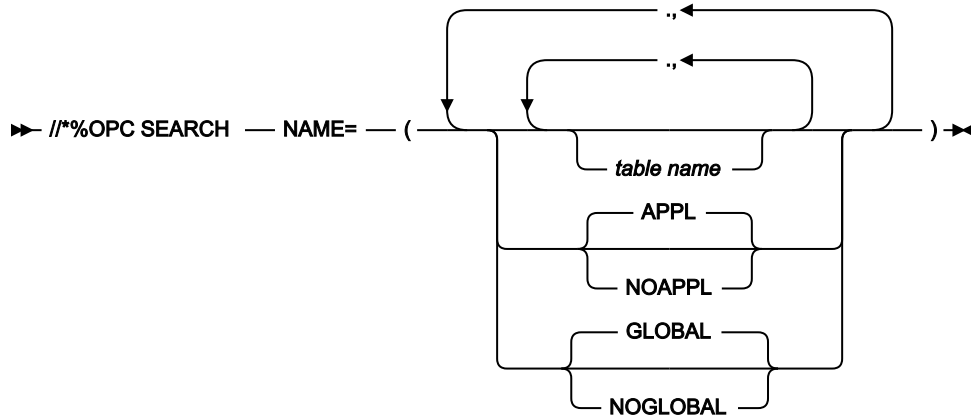 .,
.,
//*%OPC SEARCH NAME= ( )
table name
APPL
NOAPPL
GLOBAL
NOGLOBAL